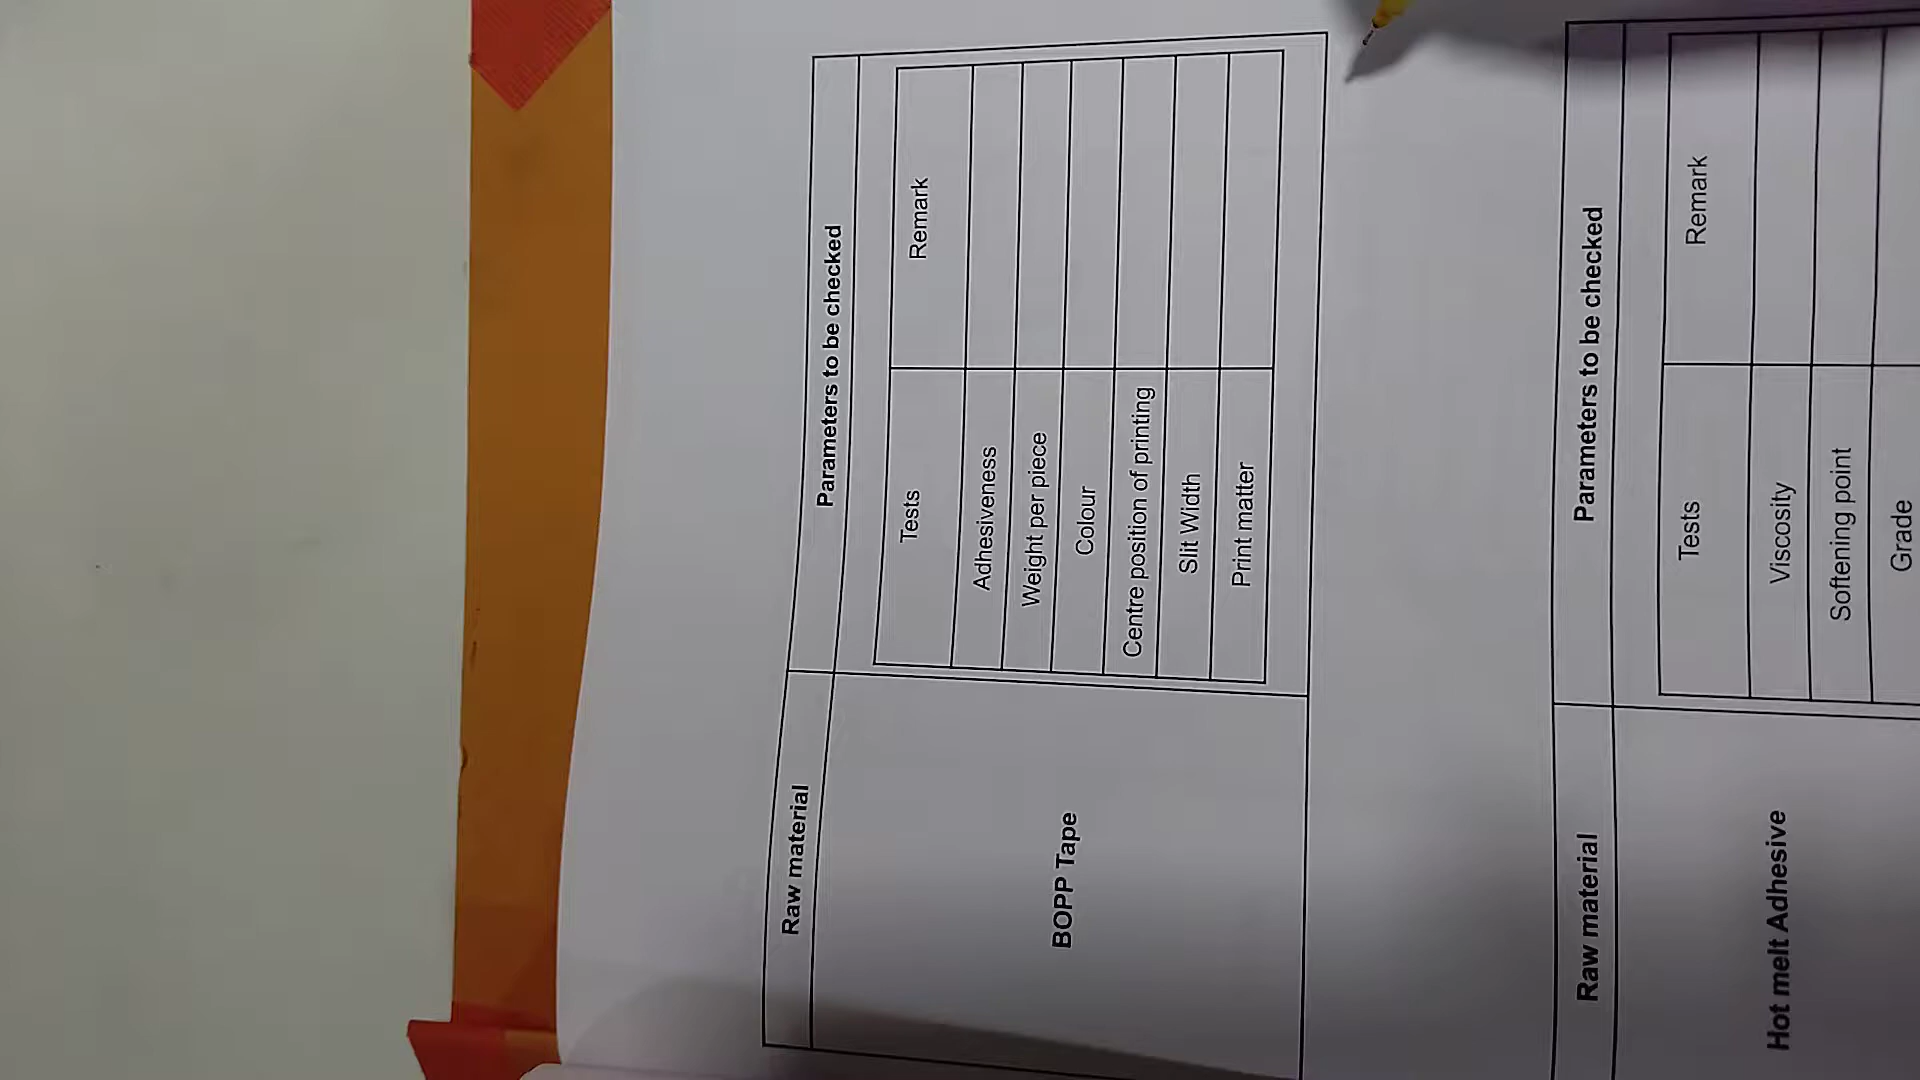 Raw material Parameters to be checked
Tests Remark
Adhesiveness
Weight per piece
BOPP Tape
Colour
Centre position of printing
Slit Width
Print matter
Raw material Parameters to be checked
Tests Remark
Hot melt Adhesive
Viscosity
Softening point
Grade